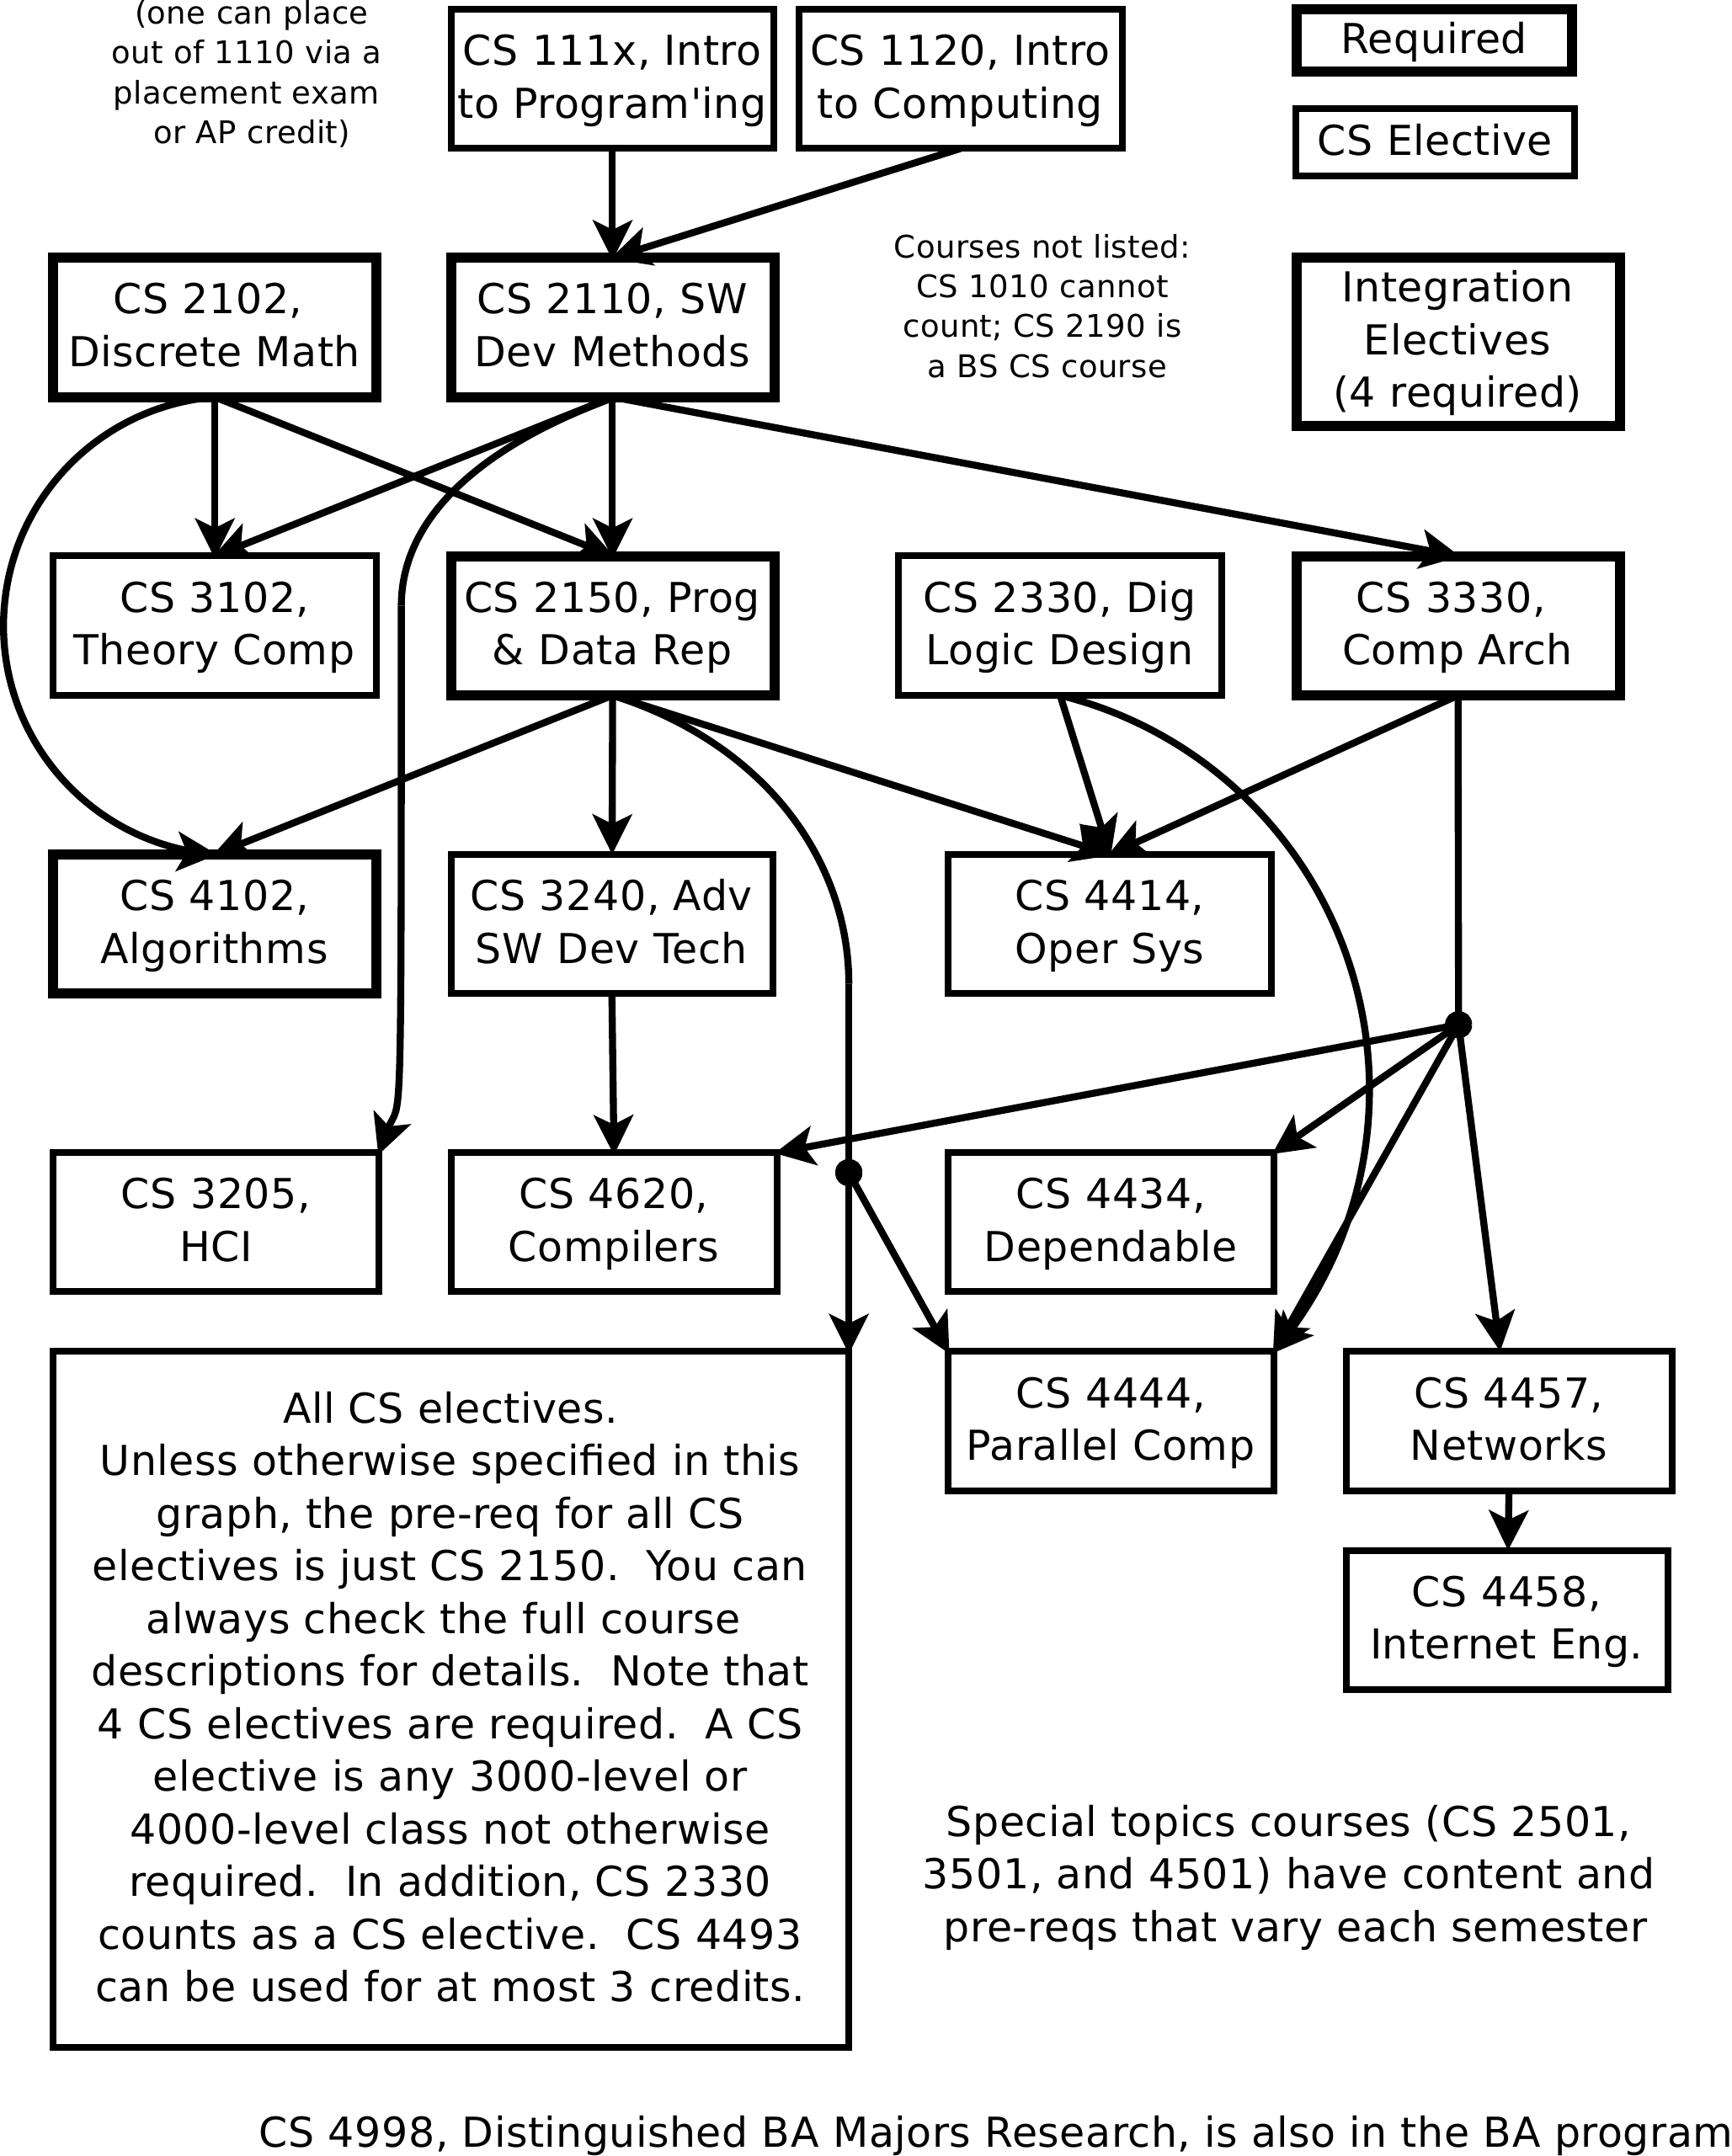 (one can place
out of 1110 via a
placement exam
or AP credit)
CS 111x, Intro
to Program'ing
CS 1120, Intro
to Computing
Required
CS Elective
CS 2102,
Discrete Math
CS 2110, SW
Dev Methods
Courses not listed:
CS 1010 cannot
count; CS 2190 is
a BS CS course
Integration
Electives
(4 required)
CS 3102,
Theory Comp
CS 2150, Prog
& Data Rep
CS 2330, Dig
Logic Design
CS 3330,
Comp Arch
CS 4102,
Algorithms
CS 3240, Adv
SW Dev Tech
CS 4414,
Oper Sys
CS 3205,
HCI
CS 4620,
Compilers
CS 4434,
Dependable
All CS electives.
Unless otherwise specified in this
graph, the pre-req for all CS
electives is just CS 2150.  You can
always check the full course
descriptions for details.  Note that
4 CS electives are required.  A CS
elective is any 3000-level or
4000-level class not otherwise
required.  In addition, CS 2330
counts as a CS elective.  CS 4493
can be used for at most 3 credits.
CS 4444,
Parallel Comp
CS 4457,
Networks
CS 4458,
Internet Eng.
Special topics courses (CS 2501,
3501, and 4501) have content and
pre-reqs that vary each semester
CS 4998, Distinguished BA Majors Research, is also in the BA program